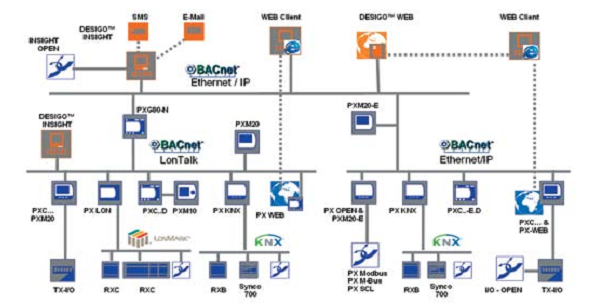 SMS
E-Mail
WEB Client
DESIGO™ WEB
WEB Client
DESIGO™
INSIGHT
INSIGHT
OPEN
BACnet
Ethernet / IP
PXG80-N
DESIGO™
INSIGHT
PXM20
PXM20-E
BACnet
LonTalk
BACnet
Ethernet/IP
PXC...
PXM20
PX LON
PXC..D
PXM10
PX KNX
PX WEB
PX OPEN &
PXM20-E
PX KNX
PXC..-E.D
PXC... &
PX-WEB
LONMARK
KNX
KNX
PX Modbus
PX M-Bus
PX SCL
TX-I/O
RXC
RXC
RXB
Synco
700
RXB
Synco
700
I/O - OPEN
TX-I/O